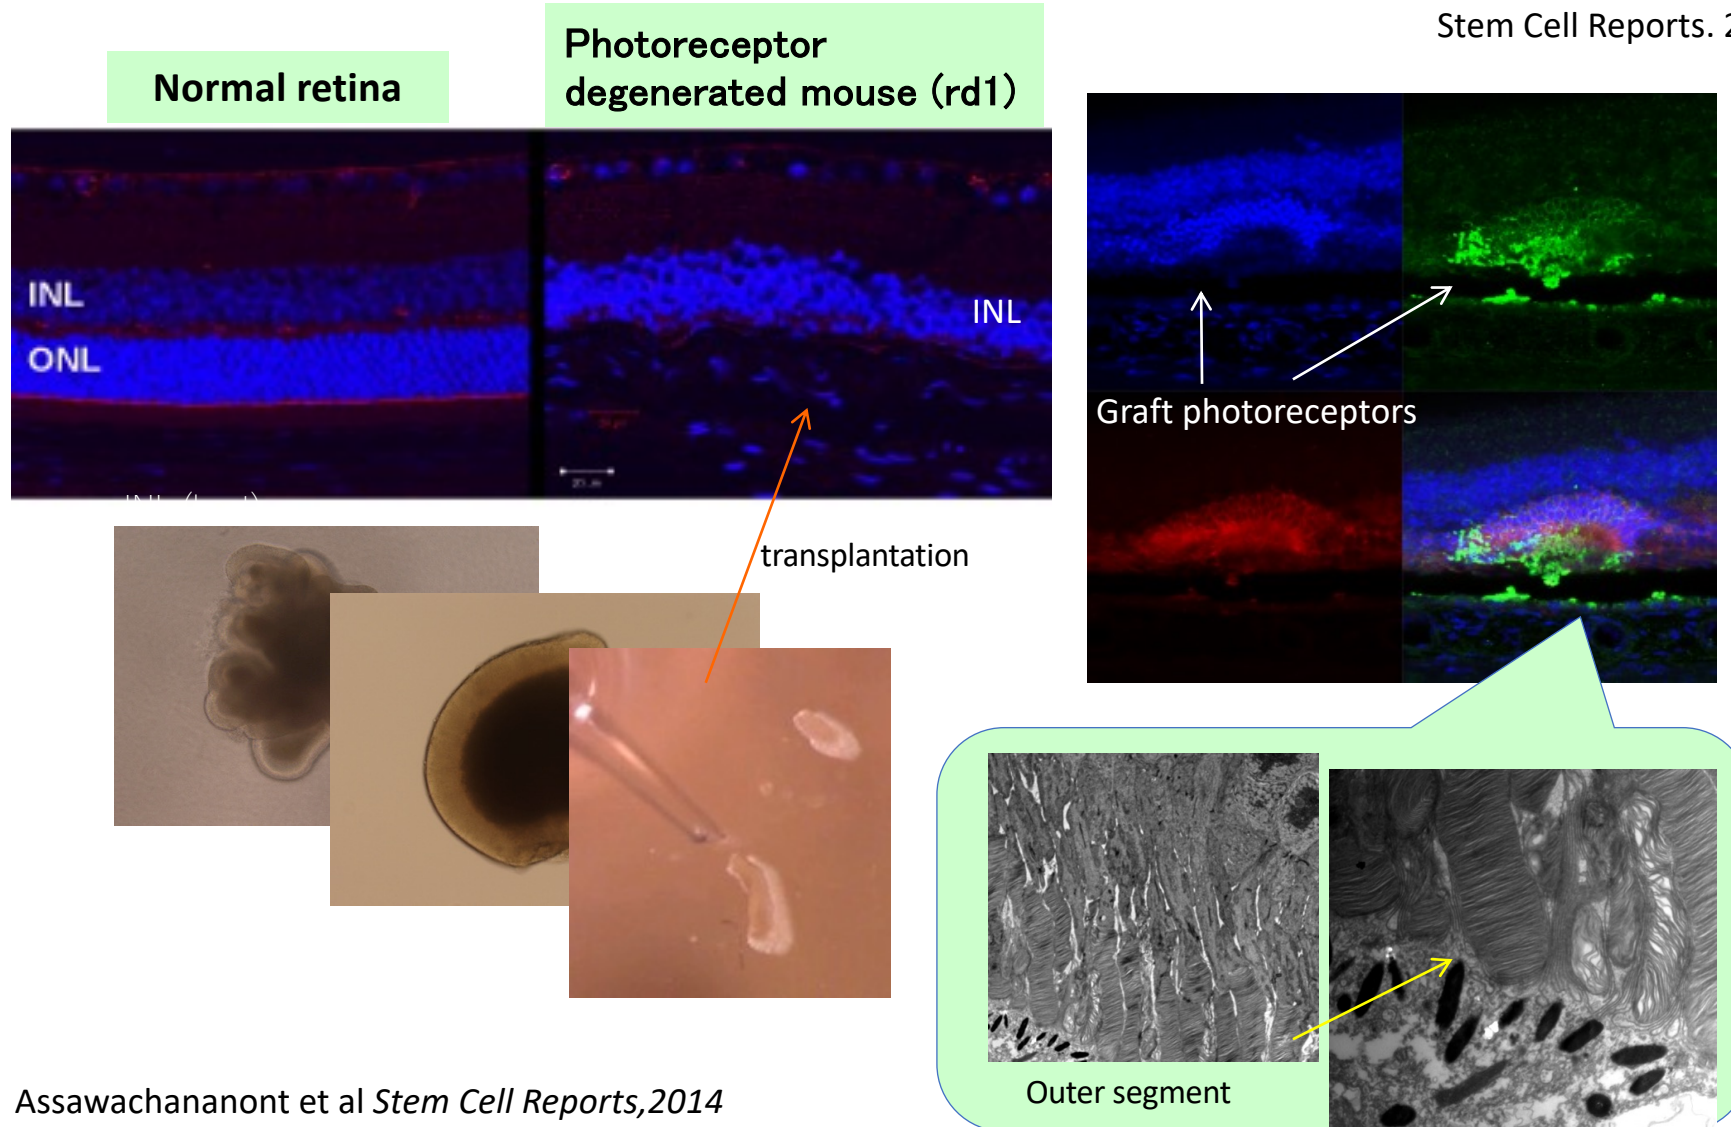 Stem Cell Reports. 2
Normal retina
Photoreceptor
degenerated mouse (rd1)
INL
ONL
INL
Graft photoreceptors
transplantation
Outer segment
Assawachananont et al Stem Cell Reports,2014